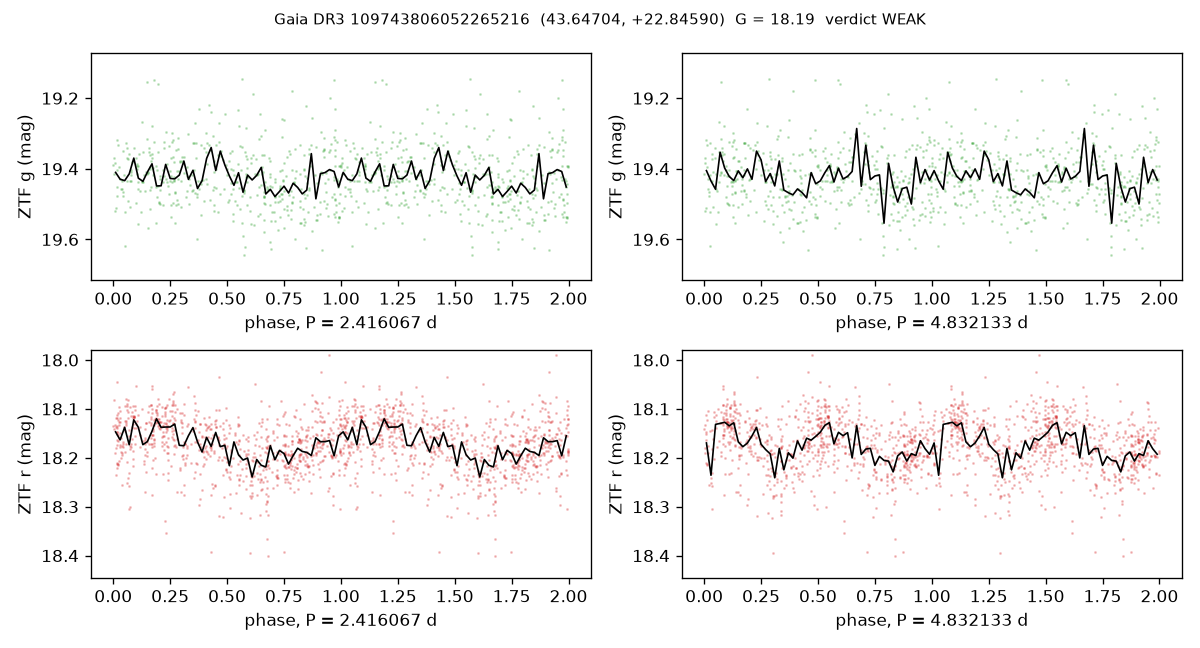 Gaia DR3 109743806052265216  (43.64704, +22.84590)  G = 18.19  verdict WEAK
ZTF g (mag)
19.2
19.4
19.6
0.00 0.25 0.50 0.75 1.00 1.25 1.50 1.75 2.00
phase, P = 2.416067 d
ZTF g (mag)
19.2
19.4
19.6
0.00 0.25 0.50 0.75 1.00 1.25 1.50 1.75 2.00
phase, P = 4.832133 d
ZTF r (mag)
18.0
18.1
18.2
18.3
18.4
0.00 0.25 0.50 0.75 1.00 1.25 1.50 1.75 2.00
phase, P = 2.416067 d
ZTF r (mag)
18.0
18.1
18.2
18.3
18.4
0.00 0.25 0.50 0.75 1.00 1.25 1.50 1.75 2.00
phase, P = 4.832133 d